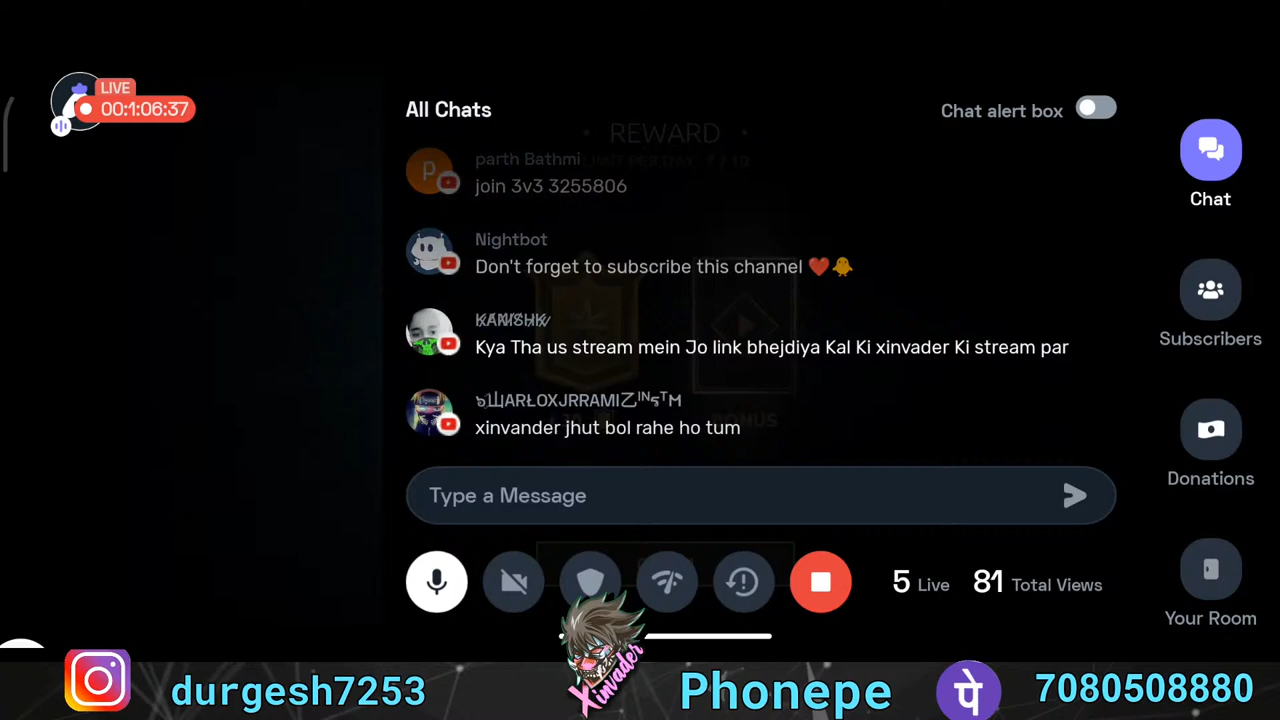 LIVE
00:1:06:37
All Chats
Chat alert box
REWARD
parth Bathmi
join 3v3 3255806
Chat
Nightbot
Don't forget to subscribe this channel ❤️🐥
KANISHK
Kya Tha us stream mein Jo link bhejdiya Kal Ki xinvader Ki stream par
Subscribers
BONUS
xinvander jhut bol rahe ho tum
Donations
Type a Message
5 Live 81 Total Views
Your Room
Xinvader
durgesh7253
Phonepe
पे
7080508880